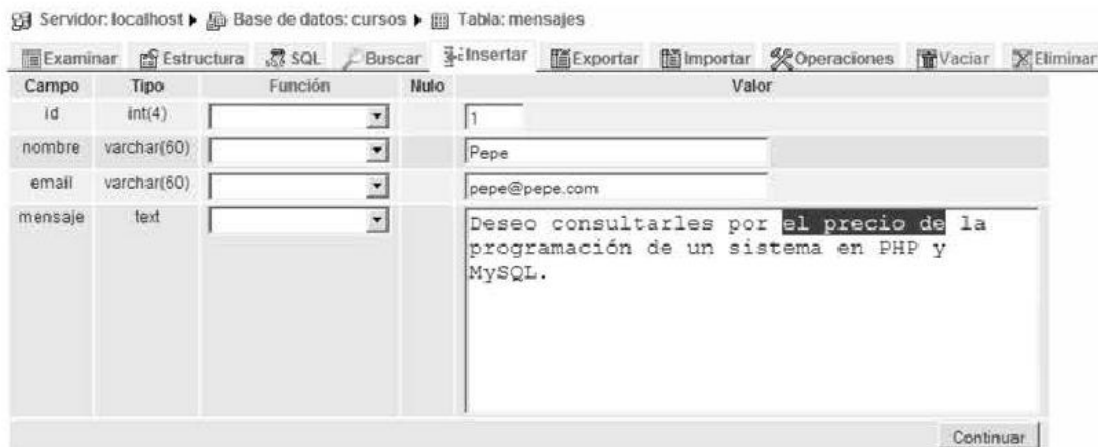 Servidor: localhost ▸ Base de datos: cursos ▸ Tabla: mensajes
Examinar Estructura SQL Buscar Insertar Exportar Importar Operaciones Vaciar Eliminar
Campo Tipo Función Nulo Valor
id int(4) 1
nombre varchar(60) Pepe
email varchar(60) pepe@pepe.com
mensaje text Deseo consultarles por el precio de la
programación de un sistema en PHP y
MySQL.
Continuar